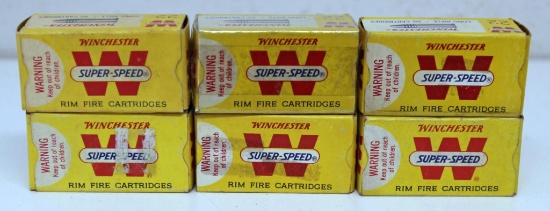 WINCHESTER
WARNING
Keep out of reach
of children.
W
SUPER-SPEED®
RIM FIRE CARTRIDGES
WINCHESTER
WARNING
Keep out of reach
of children.
W
SUPER-SPEED®
RIM FIRE CARTRIDGES
WINCHESTER
WARNING
Keep out of reach
of children.
W
SUPER-SPEED®
RIM FIRE CARTRIDGES
WINCHESTER
WARNING
Keep out of reach
of children.
W
SUPER-SPEED®
RIM FIRE CARTRIDGES
WINCHESTER
WARNING
Keep out of reach
of children.
W
SUPER-SPEED®
RIM FIRE CARTRIDGES
WINCHESTER
WARNING
Keep out of reach
of children.
W
SUPER-SPEED®
RIM FIRE CARTRIDGES